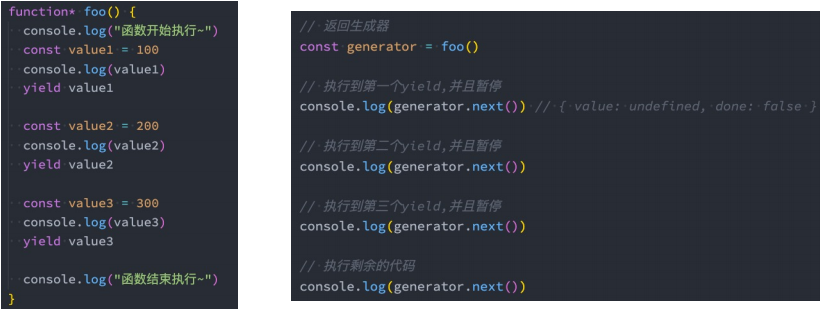 function* foo() {
  console.log("函数开始执行~")
  const value1 = 100
  console.log(value1)
  yield value1

  const value2 = 200
  console.log(value2)
  yield value2

  const value3 = 300
  console.log(value3)
  yield value3

  console.log("函数结束执行~")
}

// 返回生成器
const generator = foo()

// 执行到第一个yield,并且暂停
console.log(generator.next()) // { value: undefined, done: false }

// 执行到第二个yield,并且暂停
console.log(generator.next())

// 执行到第三个yield,并且暂停
console.log(generator.next())

// 执行剩余的代码
console.log(generator.next())